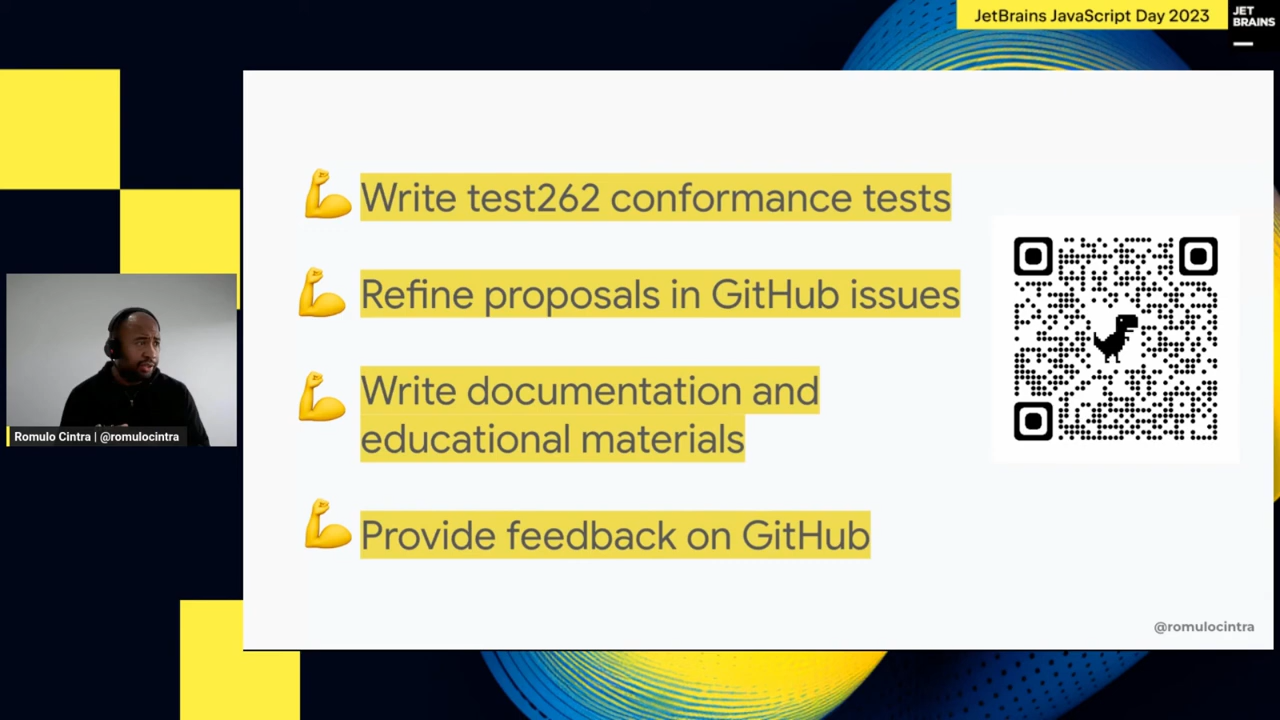 JetBrains JavaScript Day 2023
JET
BRAINS
Write test262 conformance tests
Refine proposals in GitHub issues
Write documentation and
educational materials
Provide feedback on GitHub
Romulo Cintra | @romulocintra
@romulocintra